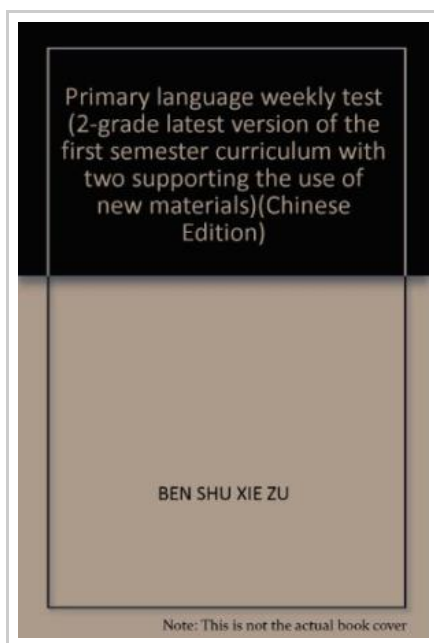 Primary language weekly test
(2-grade latest version of the
first semester curriculum with
two supporting the use of
new materials)(Chinese
Edition)
BEN SHU XIE ZU
Note: This is not the actual book cover